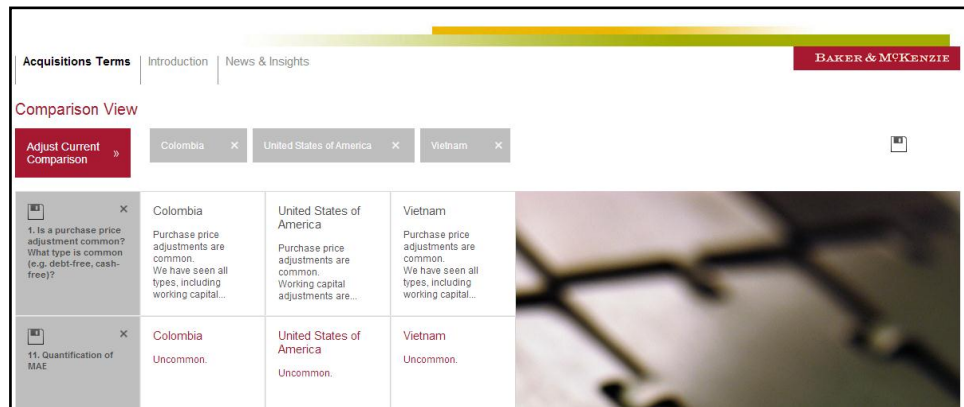 Acquisitions Terms
Introduction
News & Insights
BAKER & MCKENZIE
Comparison View
Adjust Current
Comparison »
Colombia ×
United States of America ×
Vietnam ×
×
1. Is a purchase price
adjustment common?
What type is common
(e.g. debt-free, cash-
free)?
Colombia
Purchase price
adjustments are
common.
We have seen all
types, including
working capital...
United States of
America
Purchase price
adjustments are
common.
Working capital
adjustments are...
Vietnam
Purchase price
adjustments are
common.
We have seen all
types, including
working capital...
×
11. Quantification of
MAE
Colombia
Uncommon.
United States of
America
Uncommon.
Vietnam
Uncommon.